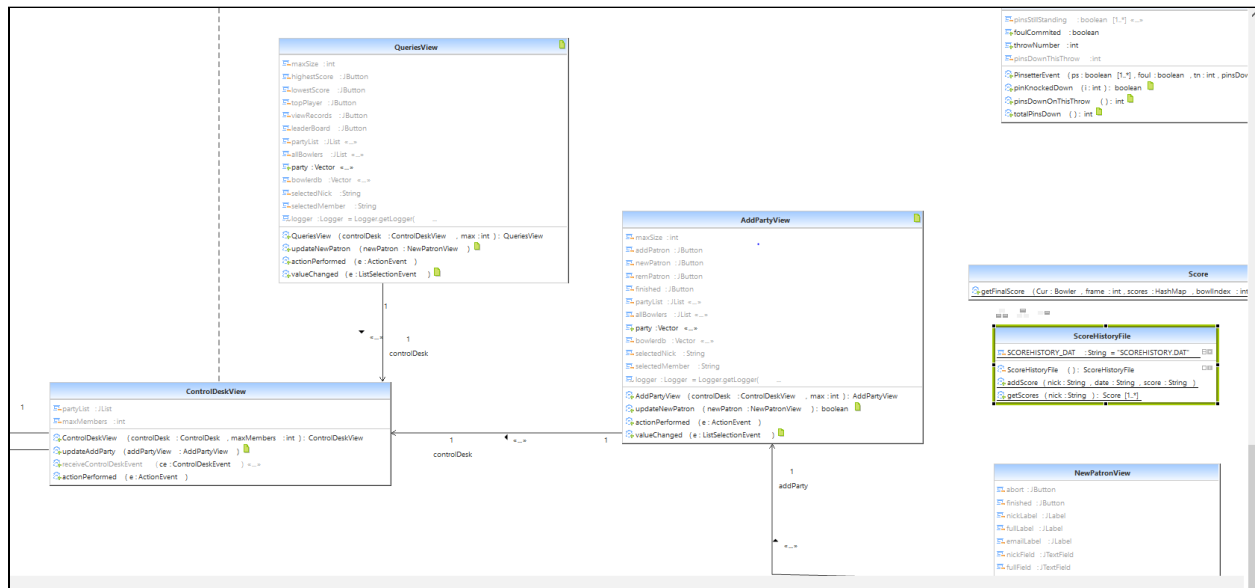 QueriesView
maxSize : int
highestScore : JButton
lowestScore : JButton
topPlayer : JButton
viewRecords : JButton
leaderBoard : JButton
partyList : JList «...»
allBowlers : JList «...»
party : Vector «...»
bowlerdb : Vector «...»
selectedNick : String
selectedMember : String
logger : Logger = Logger.getLogger( ...
QueriesView (controlDesk : ControlDeskView , max : int ) : QueriesView
updateNewPatron (newPatron : NewPatronView )
actionPerformed (e : ActionEvent )
valueChanged (e : ListSelectionEvent )
1
«...»
1
controlDesk
ControlDeskView
partyList : JList
maxMembers : int
ControlDeskView (controlDesk : ControlDesk , maxMembers : int ) : ControlDeskView
updateAddParty (addPartyView : AddPartyView )
receiveControlDeskEvent (ce : ControlDeskEvent ) «...»
actionPerformed (e : ActionEvent )
1
1
«...»
1
controlDesk
AddPartyView
maxSize : int
addPatron : JButton
newPatron : JButton
remPatron : JButton
finished : JButton
partyList : JList «...»
allBowlers : JList «...»
party : Vector «...»
bowlerdb : Vector «...»
selectedNick : String
selectedMember : String
logger : Logger = Logger.getLogger( ...
AddPartyView (controlDesk : ControlDeskView , max : int ) : AddPartyView
updateNewPatron (newPatron : NewPatronView ) : boolean
actionPerformed (e : ActionEvent )
valueChanged (e : ListSelectionEvent )
1
addParty
«...»
pinsStillStanding : boolean [1..*] «...»
foulCommited : boolean
throwNumber : int
pinsDownThisThrow : int
PinsetterEvent (ps : boolean [1..*] , foul : boolean , tn : int , pinsDow
pinKnockedDown (i : int ) : boolean
pinsDownOnThisThrow ( ) : int
totalPinsDown ( ) : int
Score
getFinalScore (Cur : Bowler , frame : int , scores : HashMap , bowlIndex : int
ScoreHistoryFile
SCOREHISTORY_DAT : String = "SCOREHISTORY.DAT"
ScoreHistoryFile ( ) : ScoreHistoryFile
addScore (nick : String , date : String , score : String )
getScores (nick : String ) : Score [1..*]
NewPatronView
abort : JButton
finished : JButton
nickLabel : JLabel
fullLabel : JLabel
emailLabel : JLabel
nickField : JTextField
fullField : JTextField